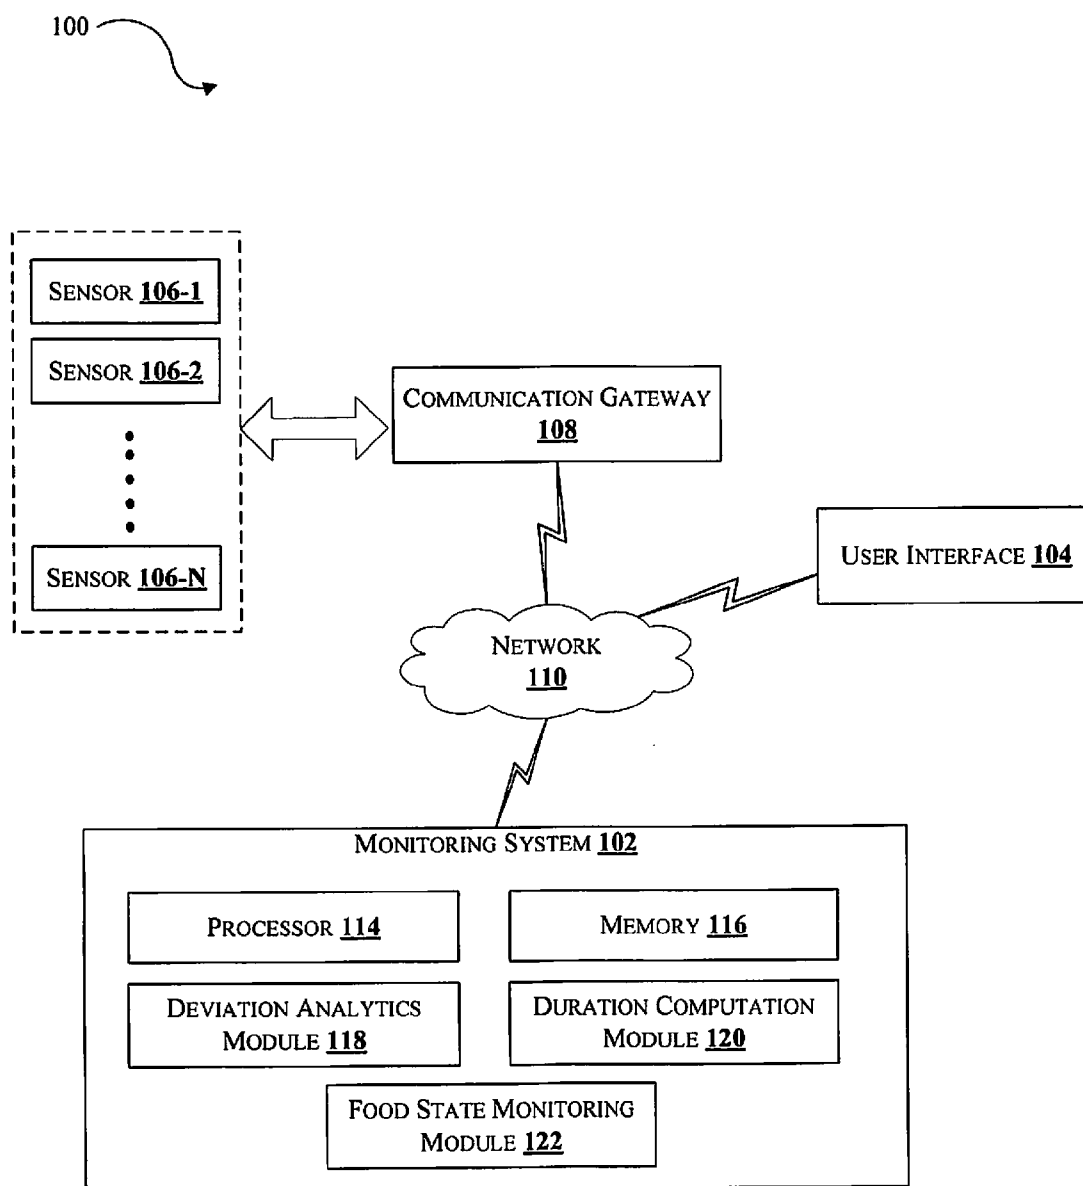 100
SENSOR 106-1
SENSOR 106-2
SENSOR 106-N
COMMUNICATION GATEWAY
108
USER INTERFACE 104
NETWORK
110
MONITORING SYSTEM 102
PROCESSOR 114
MEMORY 116
DEVIATION ANALYTICS
MODULE 118
DURATION COMPUTATION
MODULE 120
FOOD STATE MONITORING
MODULE 122